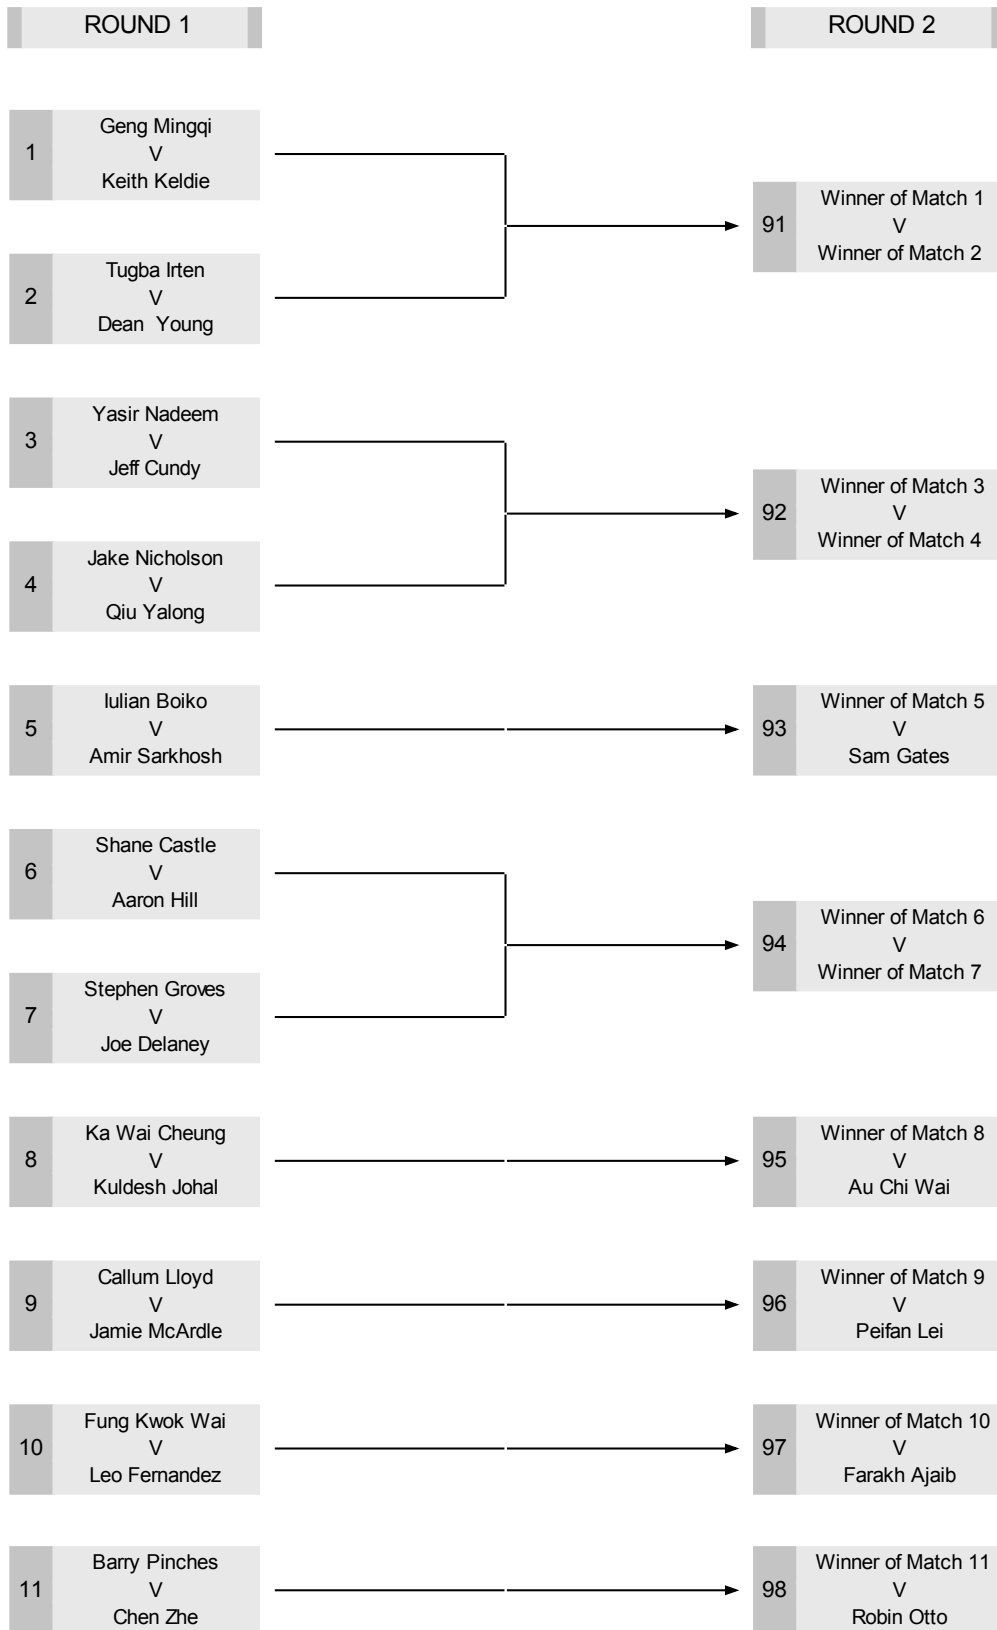 ROUND 1
ROUND 2
1
Geng Mingqi
V
Keith Keldie
91
Winner of Match 1
V
Winner of Match 2
2
Tugba Irten
V
Dean  Young
3
Yasir Nadeem
V
Jeff Cundy
92
Winner of Match 3
V
Winner of Match 4
4
Jake Nicholson
V
Qiu Yalong
5
Iulian Boiko
V
Amir Sarkhosh
93
Winner of Match 5
V
Sam Gates
6
Shane Castle
V
Aaron Hill
94
Winner of Match 6
V
Winner of Match 7
7
Stephen Groves
V
Joe Delaney
8
Ka Wai Cheung
V
Kuldesh Johal
95
Winner of Match 8
V
Au Chi Wai
9
Callum Lloyd
V
Jamie McArdle
96
Winner of Match 9
V
Peifan Lei
10
Fung Kwok Wai
V
Leo Fernandez
97
Winner of Match 10
V
Farakh Ajaib
11
Barry Pinches
V
Chen Zhe
98
Winner of Match 11
V
Robin Otto